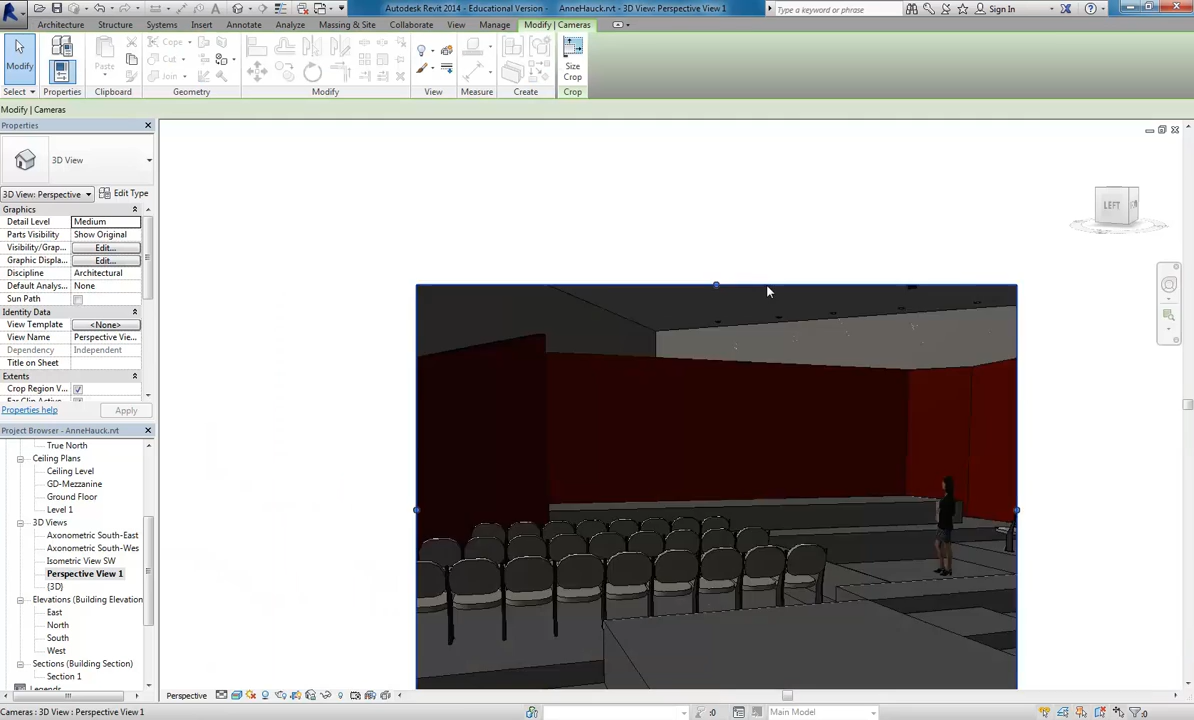 Autodesk Revit 2014 - Educational Version - AnneHauck.rvt - 3D View: Perspective View 1
Type a keyword or phrase
Sign In
Architecture Structure Systems Insert Annotate Analyze Massing & Site Collaborate View Manage Modify | Cameras
Modify
Properties
Paste
Cope
Cut
Join
Size
Crop
Select Properties Clipboard Geometry Modify View Measure Create Crop
Modify | Cameras
Properties
3D View
3D View: Perspective Edit Type
Graphics
Detail Level Medium
Parts Visibility Show Original
Visibility/Grap... Edit...
Graphic Displa... Edit...
Discipline Architectural
Default Analys... None
Sun Path
Identity Data
View Template <None>
View Name Perspective Vie...
Dependency Independent
Title on Sheet
Extents
Crop Region V...
Far Clip Active
Properties help Apply
Project Browser - AnneHauck.rvt
True North
Ceiling Plans
Ceiling Level
GD-Mezzanine
Ground Floor
Level 1
3D Views
Axonometric South-East
Axonometric South-Wes
Isometric View SW
Perspective View 1
{3D}
Elevations (Building Elevation
East
North
South
West
Sections (Building Section)
Section 1
Legends
LEFT
Perspective
Cameras : 3D View: Perspective View 1
:0
Main Model
:0